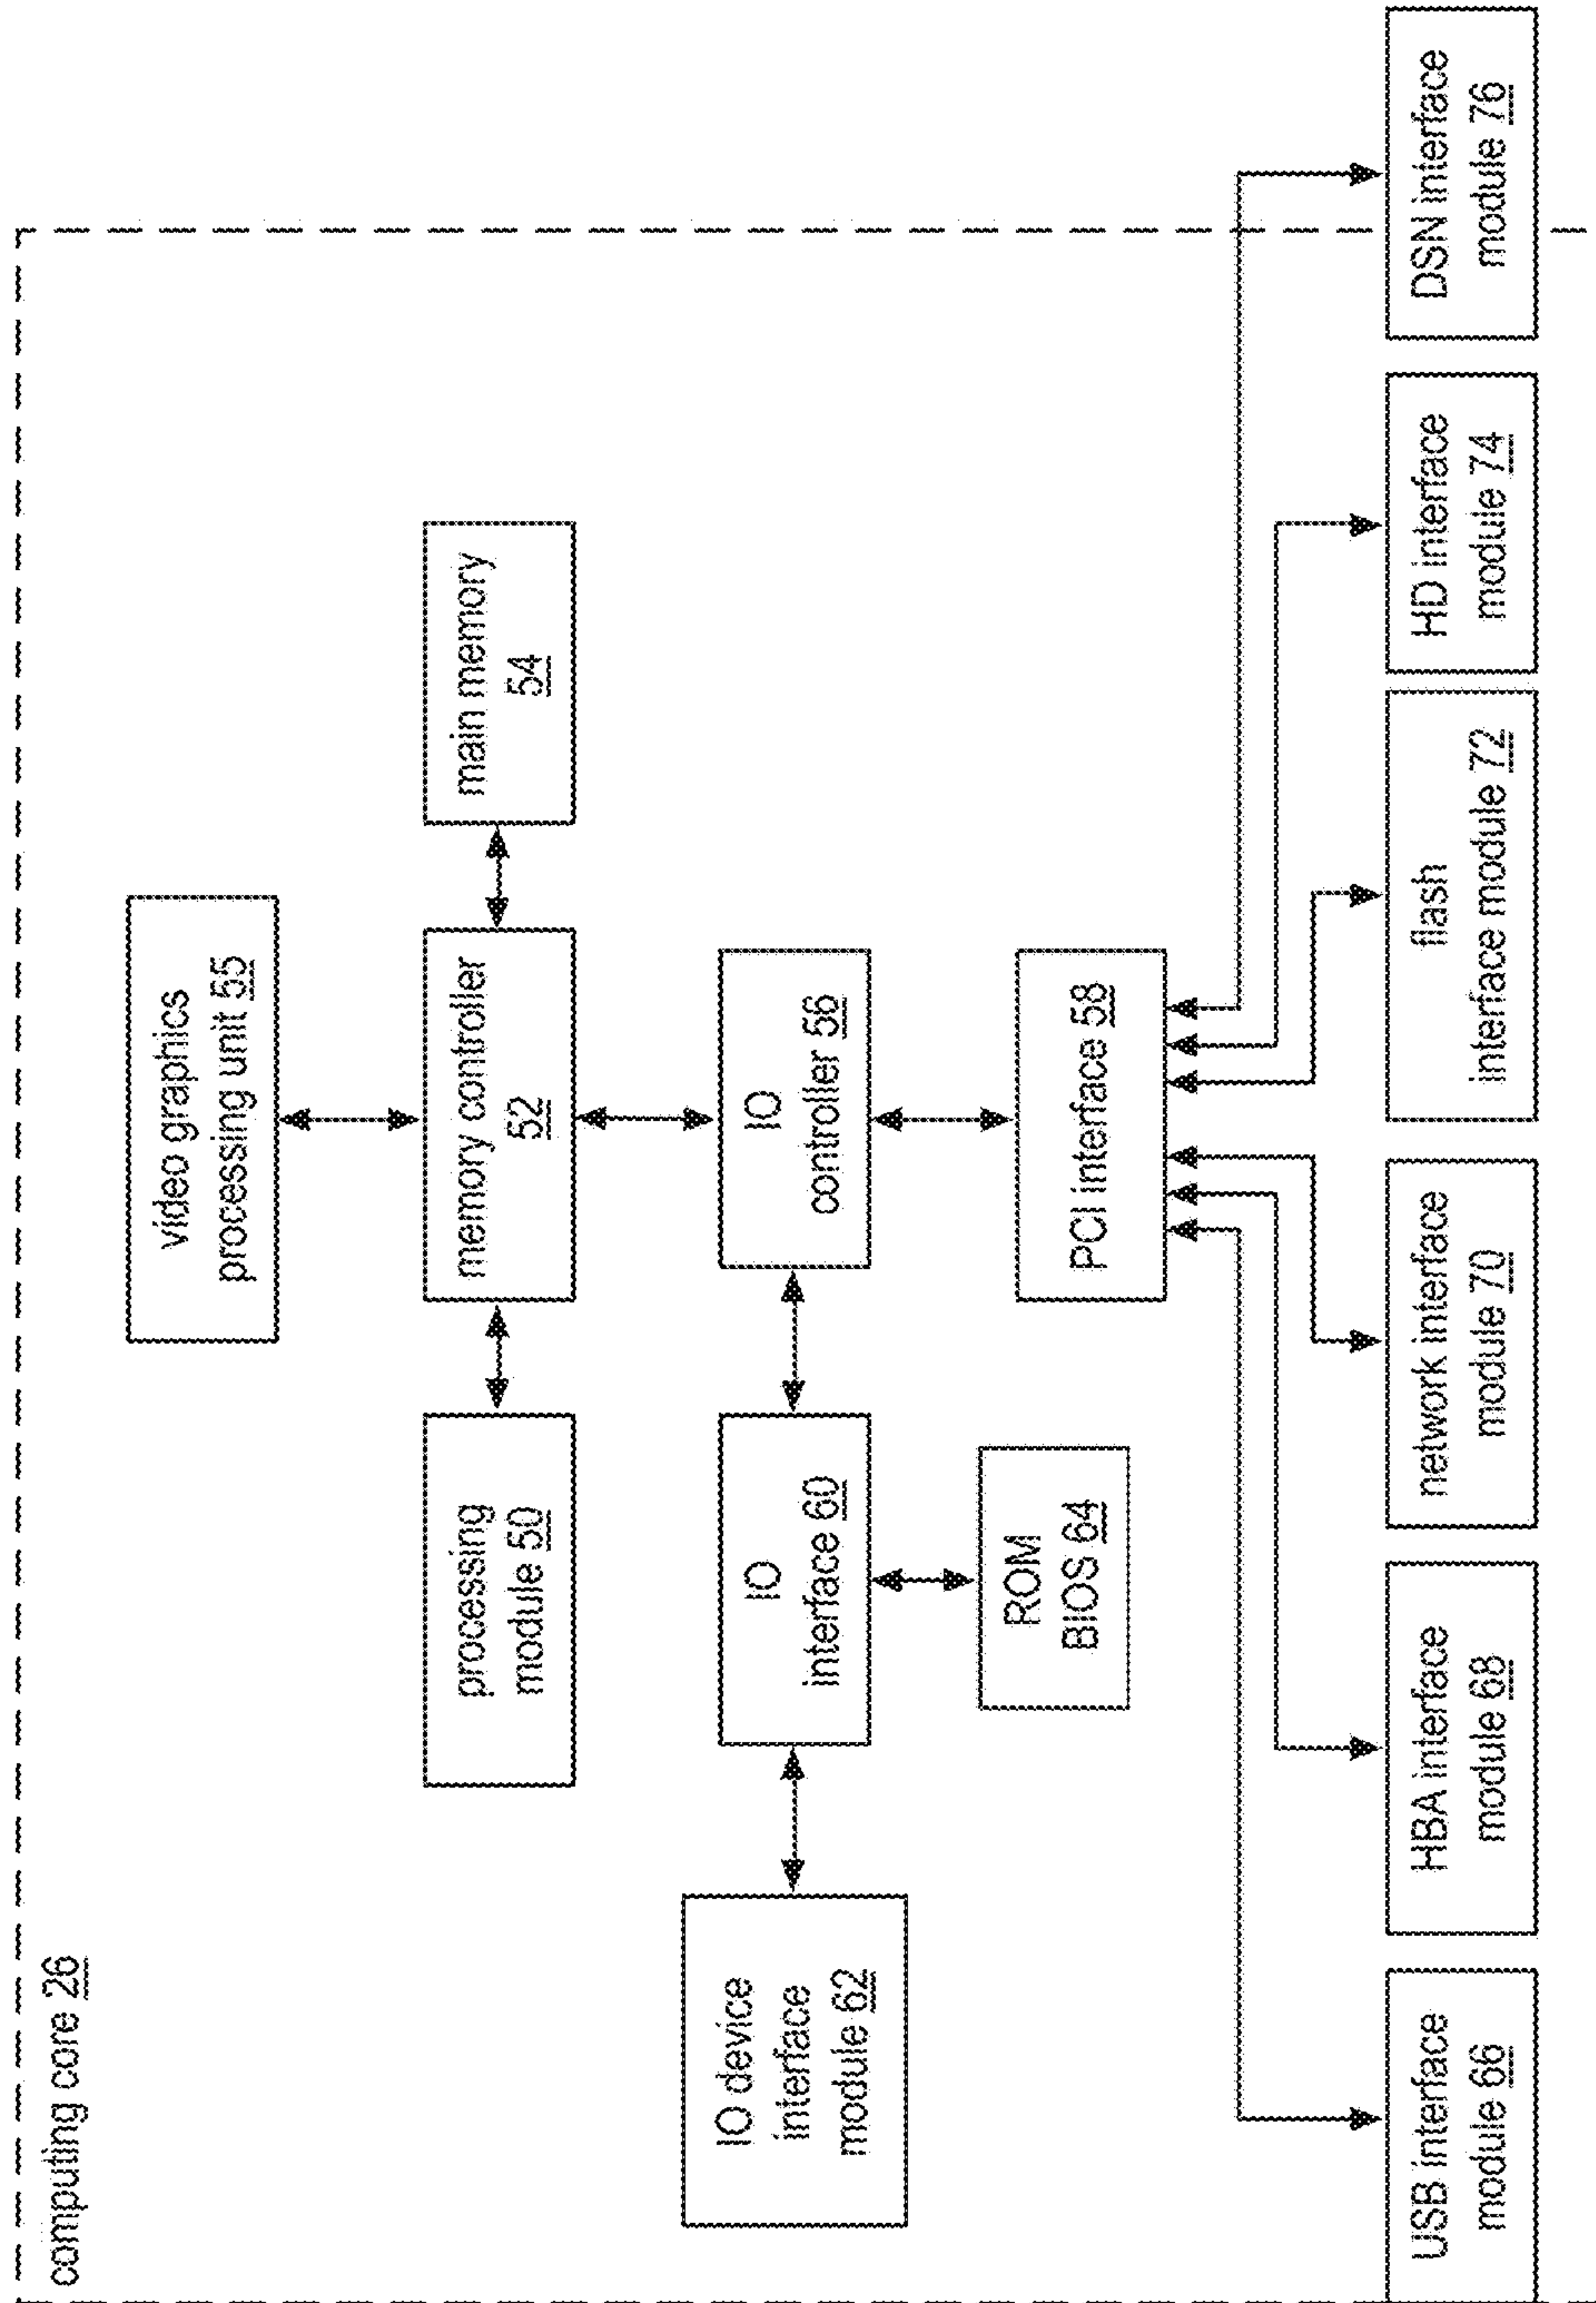 computing core 26
video graphics
processing unit 55
processing
module 50
memory controller
52
main memory
54
IO device
interface
module 62
IO
interface 60
IO
controller 56
ROM
BIOS 64
PCI interface 58
USB interface
module 66
HBA interface
module 68
network interface
module 70
flash
interface module 72
HD interface
module 74
DSN interface
module 76